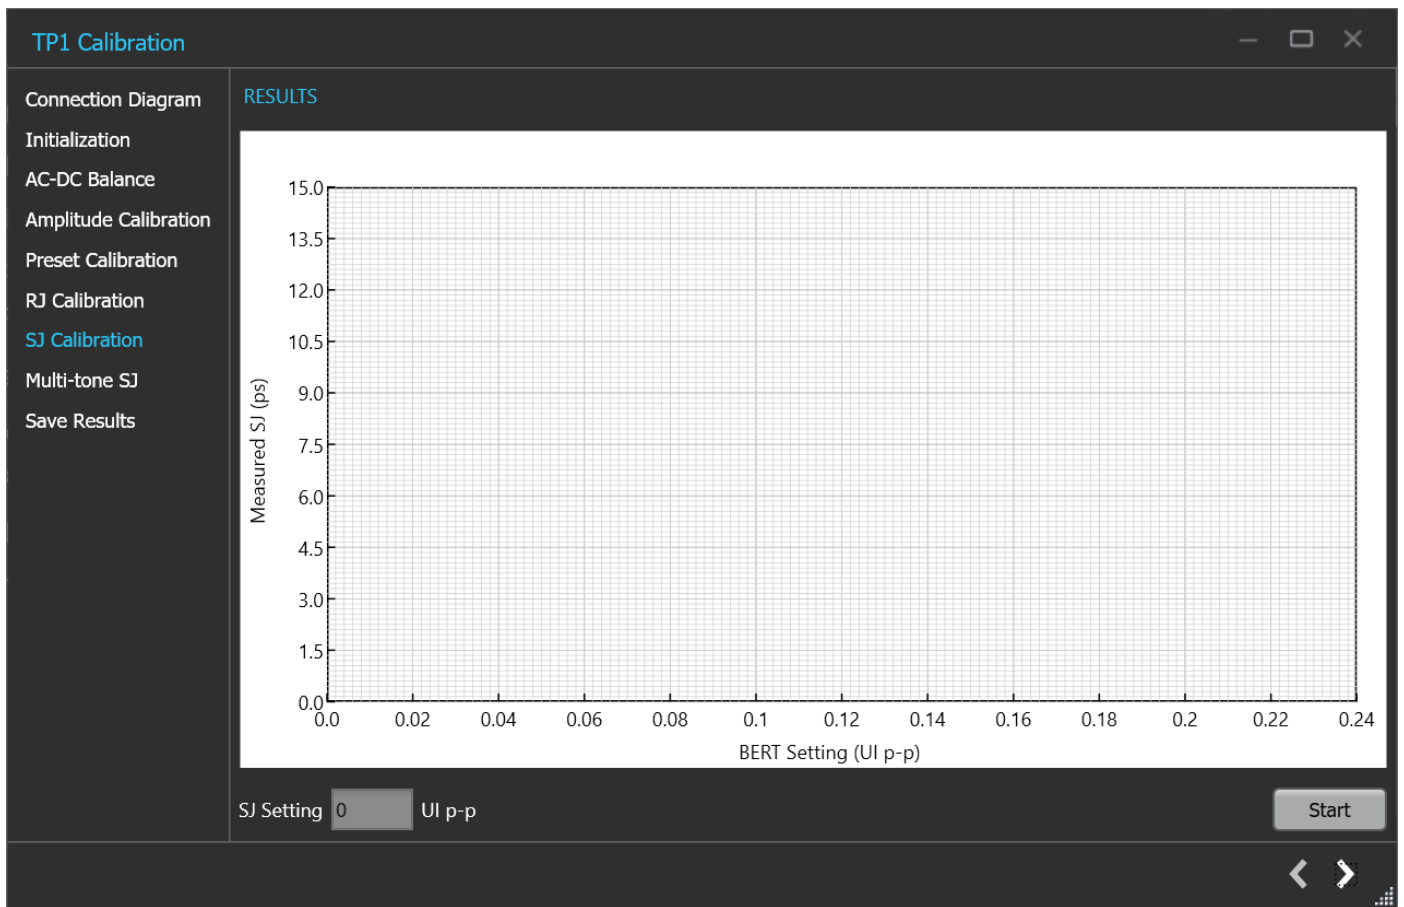 TP1 Calibration
Connection Diagram
Initialization
AC-DC Balance
Amplitude Calibration
Preset Calibration
RJ Calibration
SJ Calibration
Multi-tone SJ
Save Results
RESULTS
15.0
13.5
12.0
10.5
9.0
7.5
6.0
4.5
3.0
1.5
0.0
Measured SJ (ps)
0.0 0.02 0.04 0.06 0.08 0.1 0.12 0.14 0.16 0.18 0.2 0.22 0.24
BERT Setting (UI p-p)
SJ Setting 0 UI p-p
Start